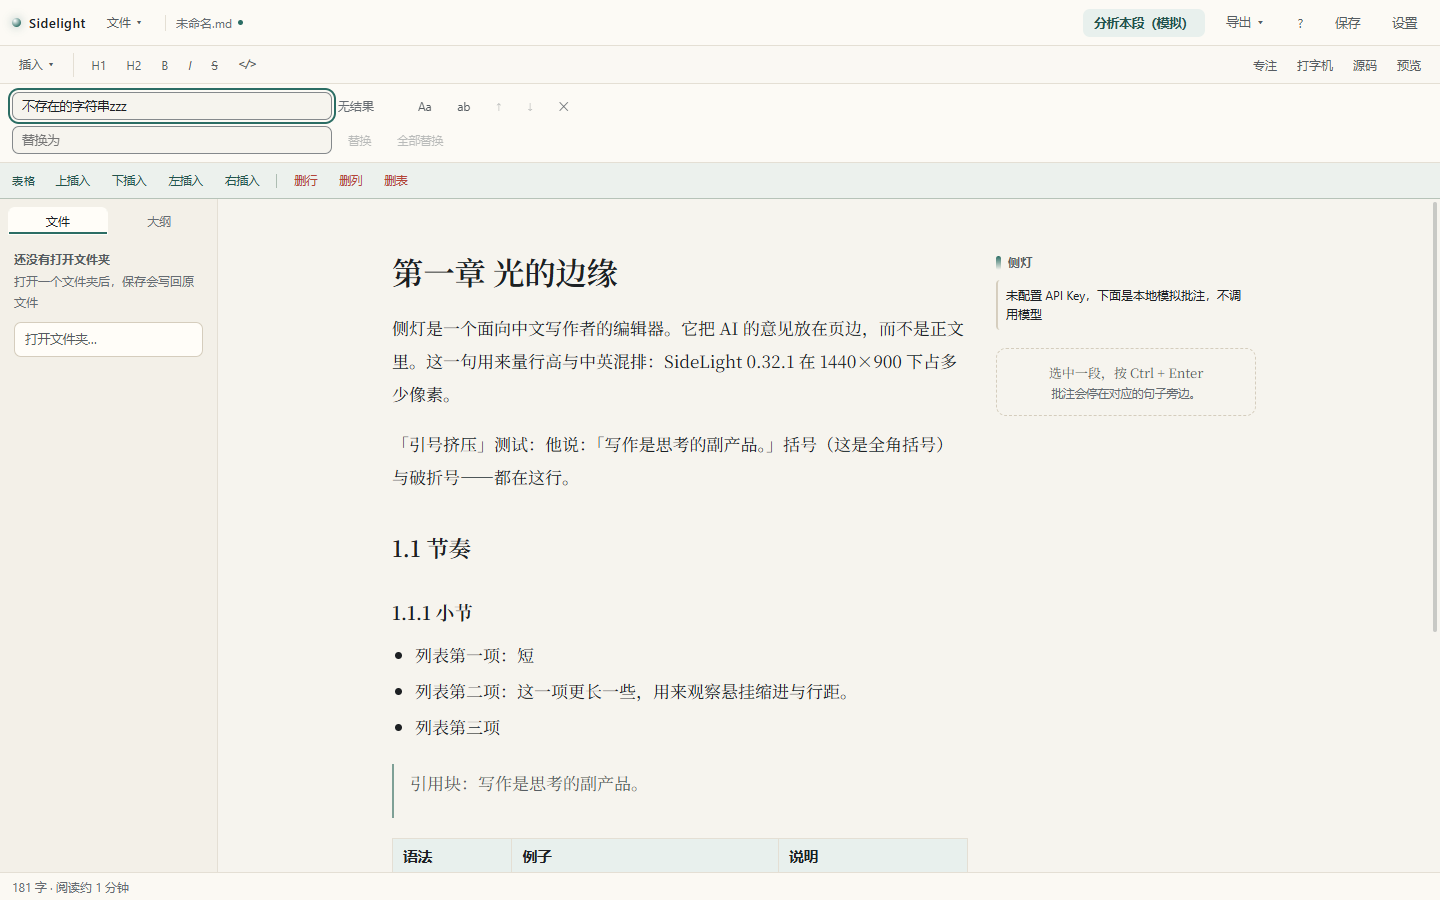 Sidelight 文件 未命名.md 分析本段（模拟） 导出 ? 保存 设置
插入 H1 H2 B I S </> 专注 打字机 源码 预览
不存在的字符串zzz 无结果 Aa ab ↑ ↓ ×
替换为 替换 全部替换
表格 上插入 下插入 左插入 右插入 删行 删列 删表
文件 大纲
还没有打开文件夹
打开一个文件夹后，保存会写回原
文件
打开文件夹...
第一章 光的边缘
侧灯是一个面向中文写作者的编辑器。它把 AI 的意见放在页边，而不是正文
里。这一句用来量行高与中英混排：SideLight 0.32.1 在 1440×900 下占多
少像素。
「引号挤压」测试：他说：「写作是思考的副产品。」括号（这是全角括号）
与破折号——都在这行。
1.1 节奏
1.1.1 小节
列表第一项：短
列表第二项：这一项更长一些，用来观察悬挂缩进与行距。
列表第三项
引用块：写作是思考的副产品。
语法 例子 说明
侧灯
未配置 API Key，下面是本地模拟批注，不调
用模型
选中一段，按 Ctrl + Enter
批注会停在对应的句子旁边。
181 字 · 阅读约 1 分钟